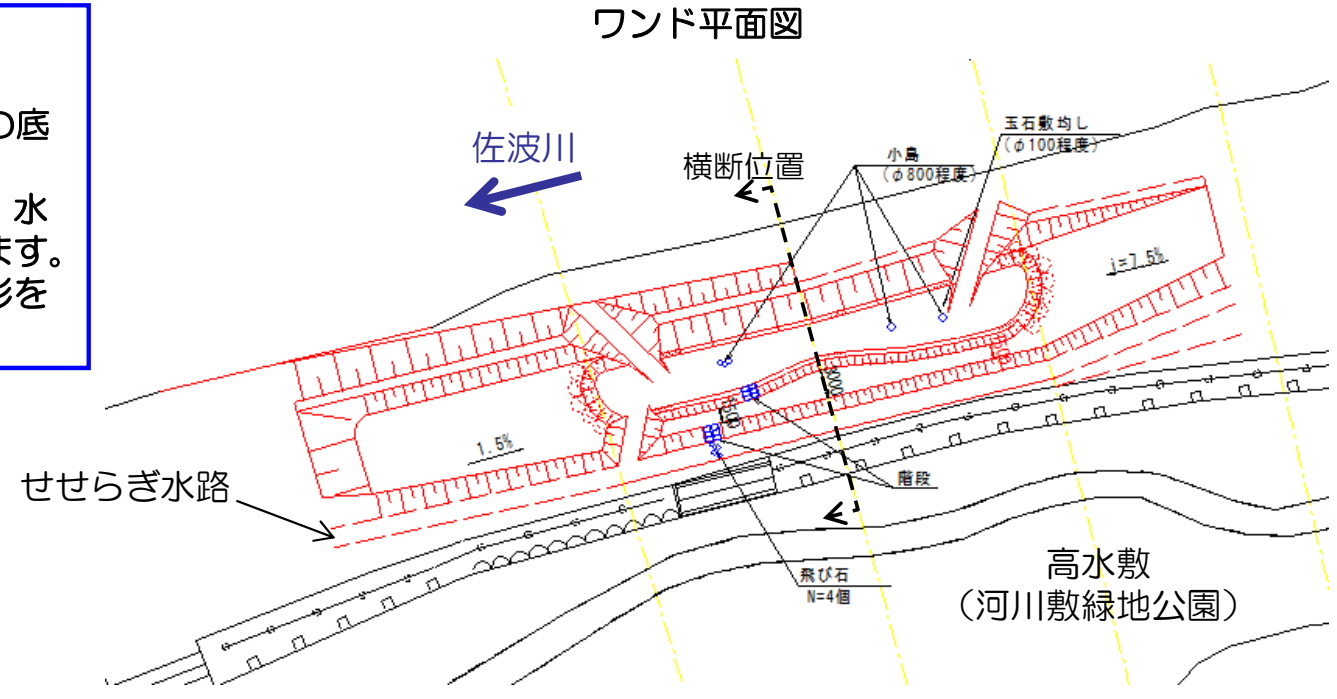 ワンド平面図
の底
水
ます。
形を
佐波川
横断位置
小島
(φ800程度)
玉石敷均し
(φ100程度)
i=7.5%
1.5%
せせらぎ水路
階段
飛び石
N=4個
高水敷
(河川敷緑地公園)